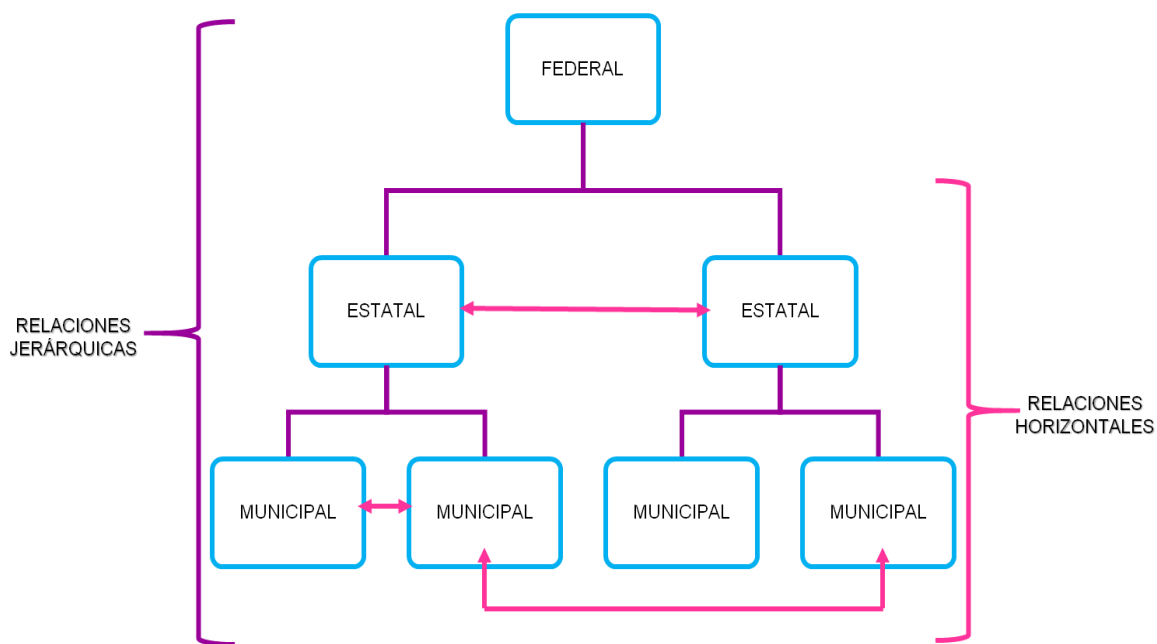 FEDERAL
ESTATAL
ESTATAL
RELACIONES
JERÁRQUICAS
RELACIONES
HORIZONTALES
MUNICIPAL
MUNICIPAL
MUNICIPAL
MUNICIPAL